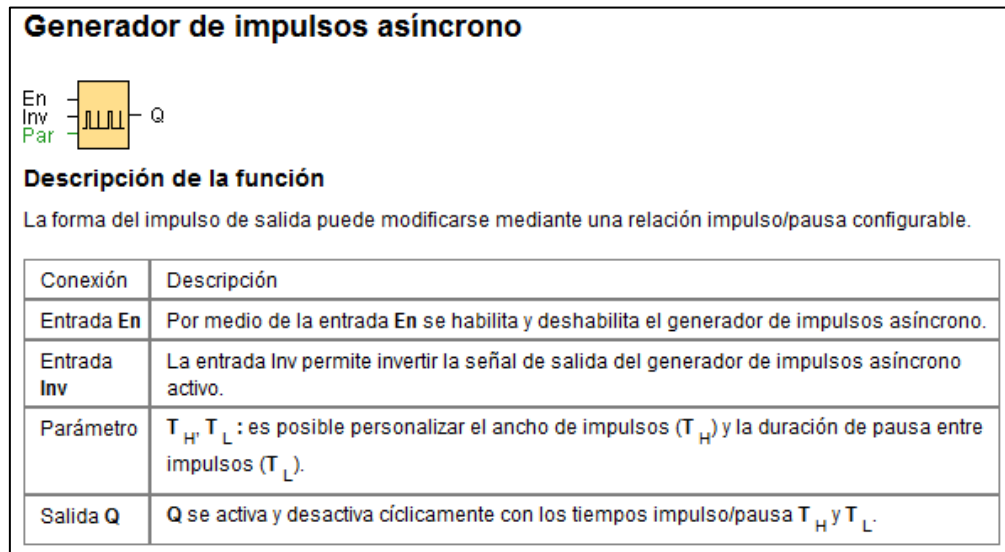 Generador de impulsos asíncrono
En
Inv
Par
Q
Descripción de la función
La forma del impulso de salida puede modificarse mediante una relación impulso/pausa configurable.
Conexión Descripción
Entrada En Por medio de la entrada En se habilita y deshabilita el generador de impulsos asíncrono.
Entrada Inv La entrada Inv permite invertir la señal de salida del generador de impulsos asíncrono
activo.
Parámetro T H, T L : es posible personalizar el ancho de impulsos (T H) y la duración de pausa entre
impulsos (T L).
Salida Q Q se activa y desactiva cíclicamente con los tiempos impulso/pausa T H y T L.